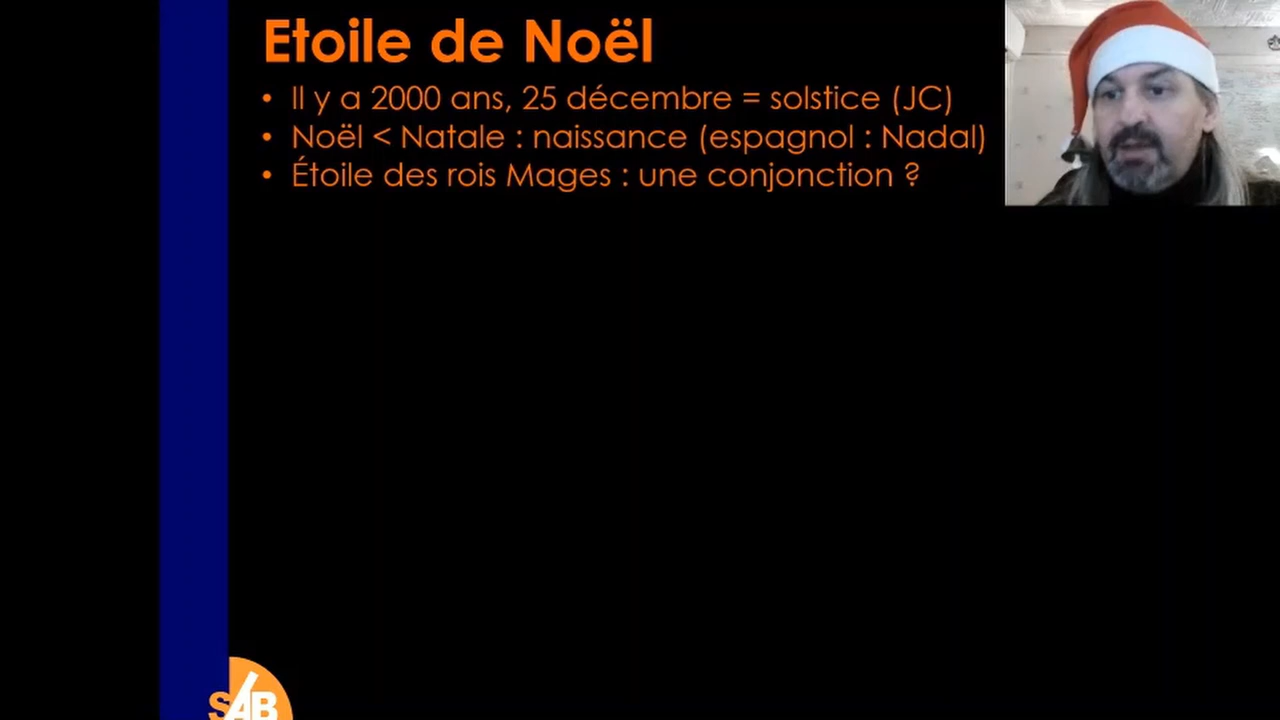 Etoile de Noël
• Il y a 2000 ans, 25 décembre = solstice (JC)
• Noël < Natale : naissance (espagnol : Nadal)
• Étoile des rois Mages : une conjonction ?
SAB